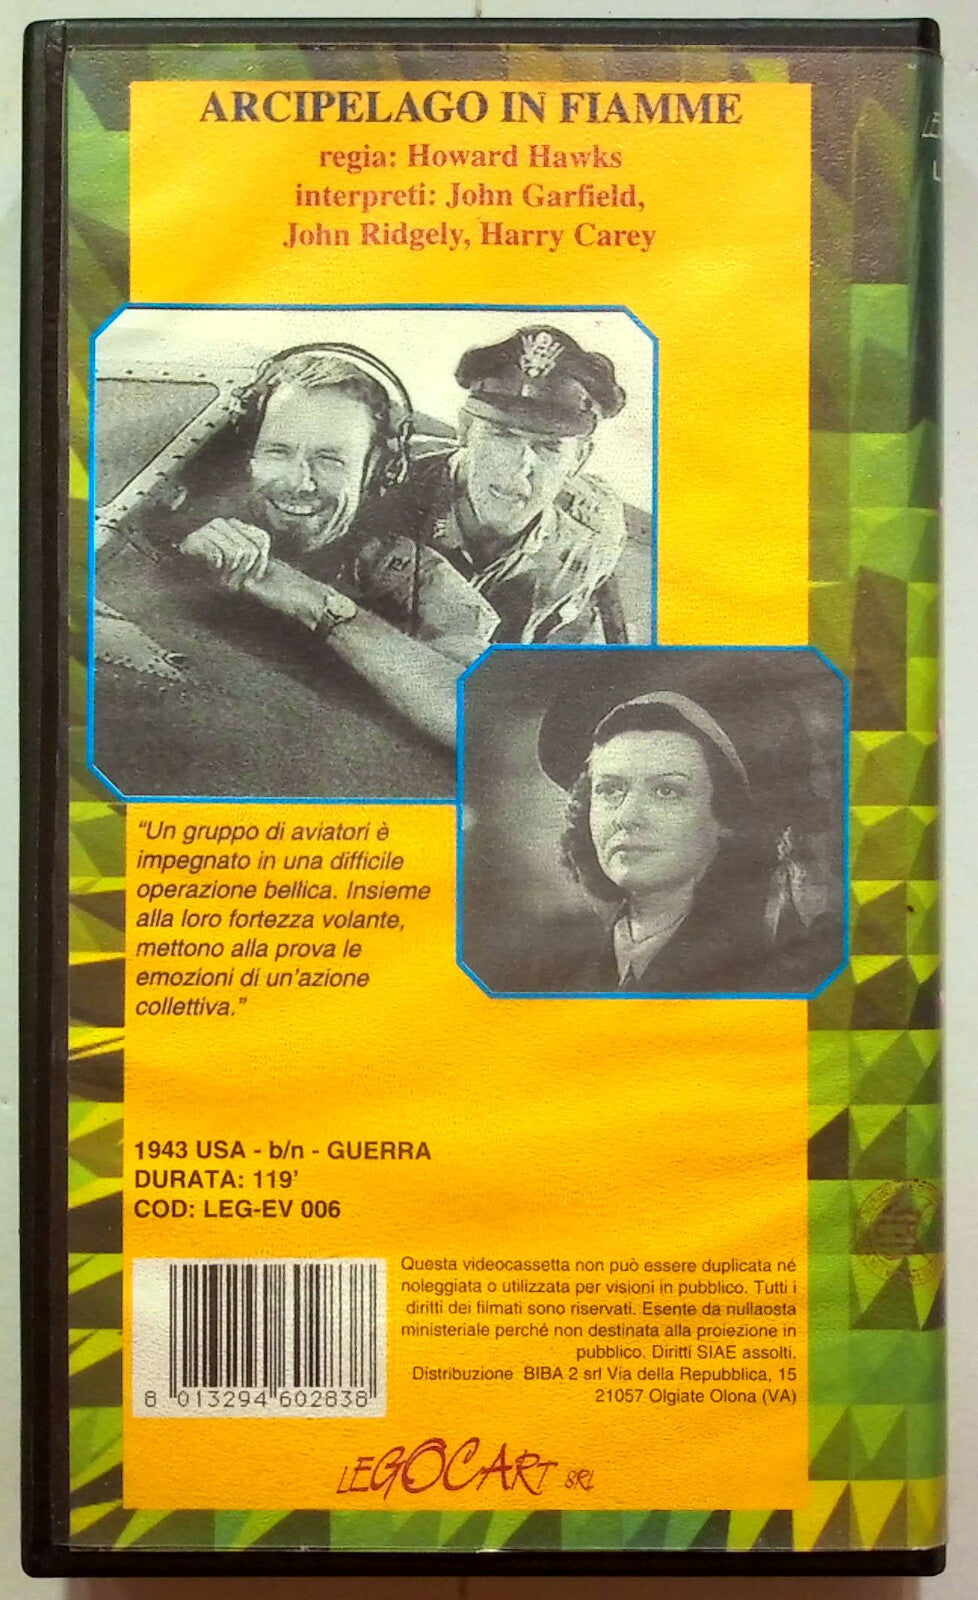 ARCIPELAGO IN FIAMME
regia: Howard Hawks
interpreti: John Garfield,
John Ridgely, Harry Carey
“Un gruppo di aviatori è
impegnato in una difficile
operazione bellica. Insieme
alla loro fortezza volante,
mettono alla prova le
emozioni di un'azione
collettiva.”
1943 USA - b/n - GUERRA
DURATA: 119'
COD: LEG-EV 006
8 013294 602838
Questa videocassetta non può essere duplicata né
noleggiata o utilizzata per visioni in pubblico. Tutti i
diritti dei filmati sono riservati. Esente da nullaosta
ministeriale perché non destinata alla proiezione in
pubblico. Diritti SIAE assolti.
Distribuzione BIBA 2 srl Via della Repubblica, 15
21057 Olgiate Olona (VA)
LEGOCART SRL